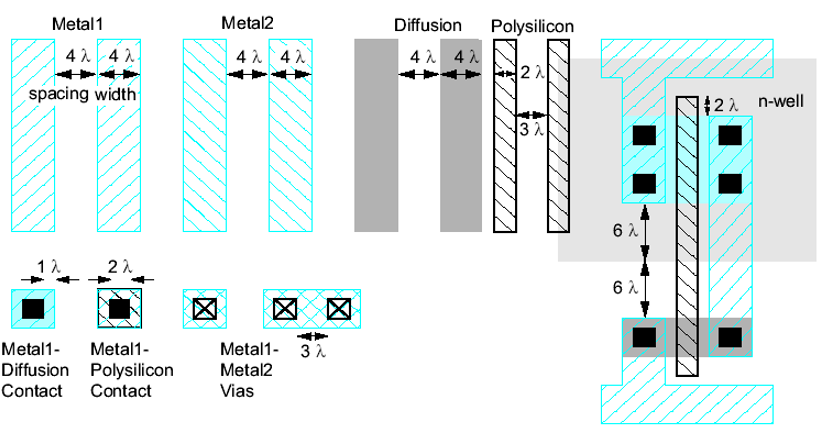 Metal1
Metal2
Diffusion
Polysilicon
4 λ
4 λ
4 λ
4 λ
4 λ
4 λ
2 λ
spacing width
3 λ
n-well
2 λ
6 λ
6 λ
1 λ
2 λ
3 λ
Metal1-
Diffusion
Contact
Metal1-
Polysilicon
Contact
Metal1-
Metal2
Vias